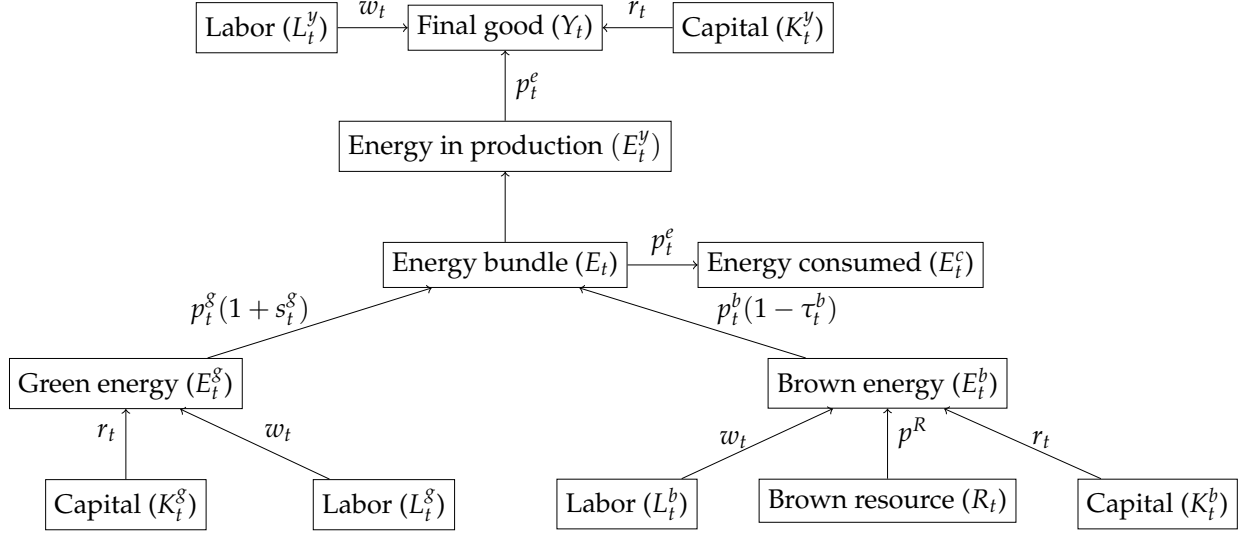 Labor (L_t^y) w_t Final good (Y_t) r_t Capital (K_t^y)
p_t^e
Energy in production (E_t^y)
Energy bundle (E_t) p_t^e Energy consumed (E_t^c)
p_t^g(1 + s_t^g) p_t^b(1 − τ_t^b)
Green energy (E_t^g) Brown energy (E_t^b)
r_t w_t w_t p^R r_t
Capital (K_t^g) Labor (L_t^g) Labor (L_t^b) Brown resource (R_t) Capital (K_t^b)